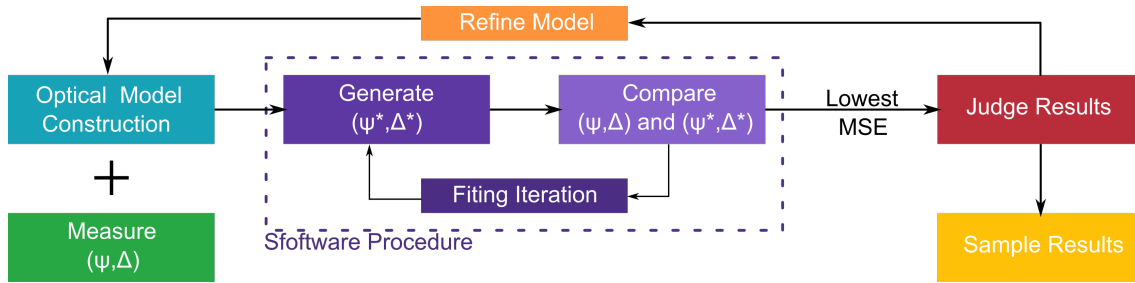 Refine Model
Optical Model
Construction
Generate
(ψ*,Δ*)
Compare
(ψ,Δ) and (ψ*,Δ*)
Lowest
MSE
Judge Results
+
Fiting Iteration
Measure
(ψ,Δ)
Sfoftware Procedure
Sample Results